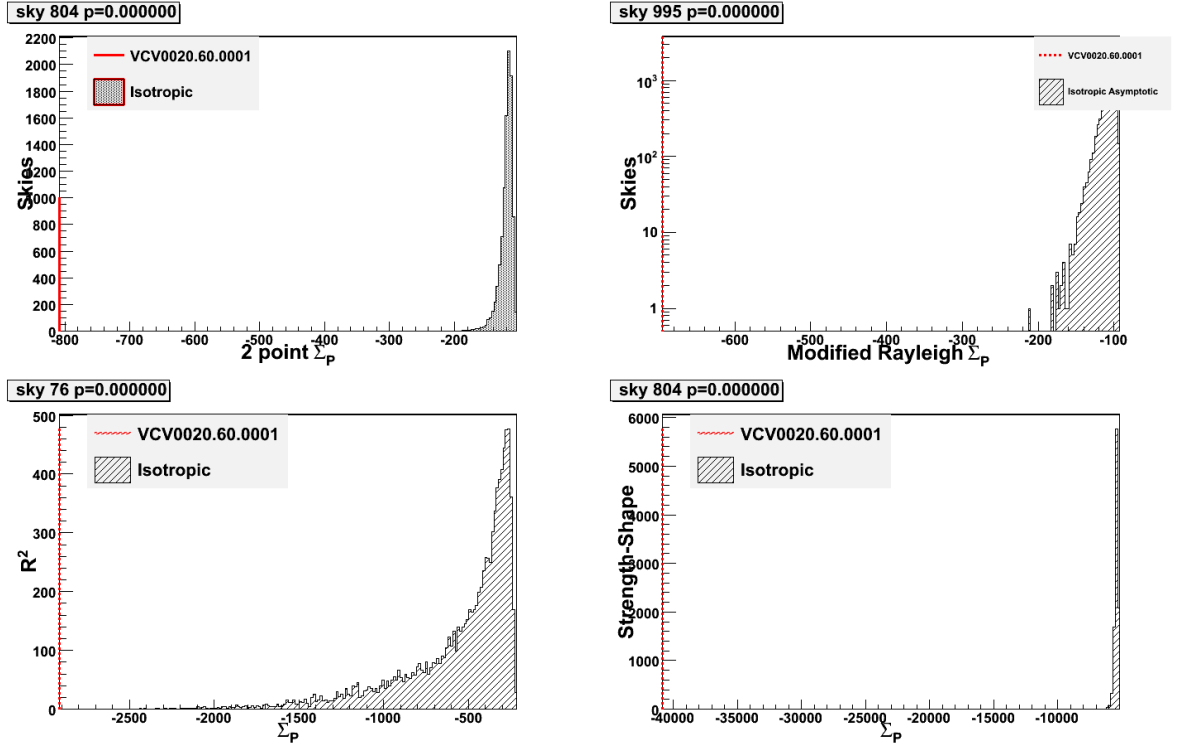 sky 804 p=0.000000
VCV0020.60.0001
Isotropic
Skies
2200
2000
1800
1600
1400
1200
1000
800
600
400
200
0
-800 -700 -600 -500 -400 -300 -200
2 point Σ_P
sky 995 p=0.000000
VCV0020.60.0001
Isotropic Asymptotic
Skies
10³
10²
10
1
-600 -500 -400 -300 -200 -100
Modified Rayleigh Σ_P
sky 76 p=0.000000
VCV0020.60.0001
Isotropic
R²
500
400
300
200
100
0
-2500 -2000 -1500 -1000 -500
Σ_P
sky 804 p=0.000000
VCV0020.60.0001
Isotropic
Strength-Shape
6000
5000
4000
3000
2000
1000
0
-40000 -35000 -30000 -25000 -20000 -15000 -10000
Σ_P